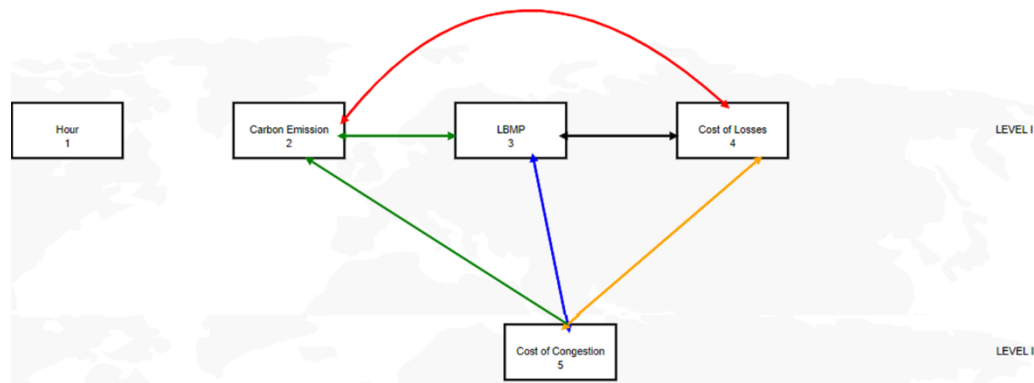 Hour
1
Carbon Emission
2
LBMP
3
Cost of Losses
4
LEVEL I
Cost of Congestion
5
LEVEL I